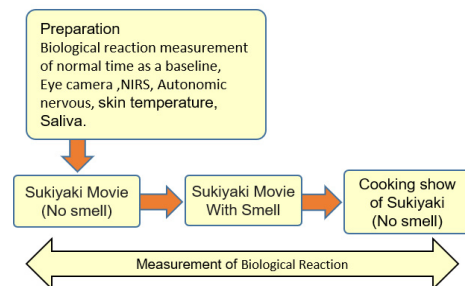 Preparation
Biological reaction measurement
of normal time as a baseline,
Eye camera ,NIRS, Autonomic
nervous, skin temperature,
Saliva.
Sukiyaki Movie
(No smell)
Sukiyaki Movie
With Smell
Cooking show
of Sukiyaki
(No smell)
Measurement of Biological Reaction